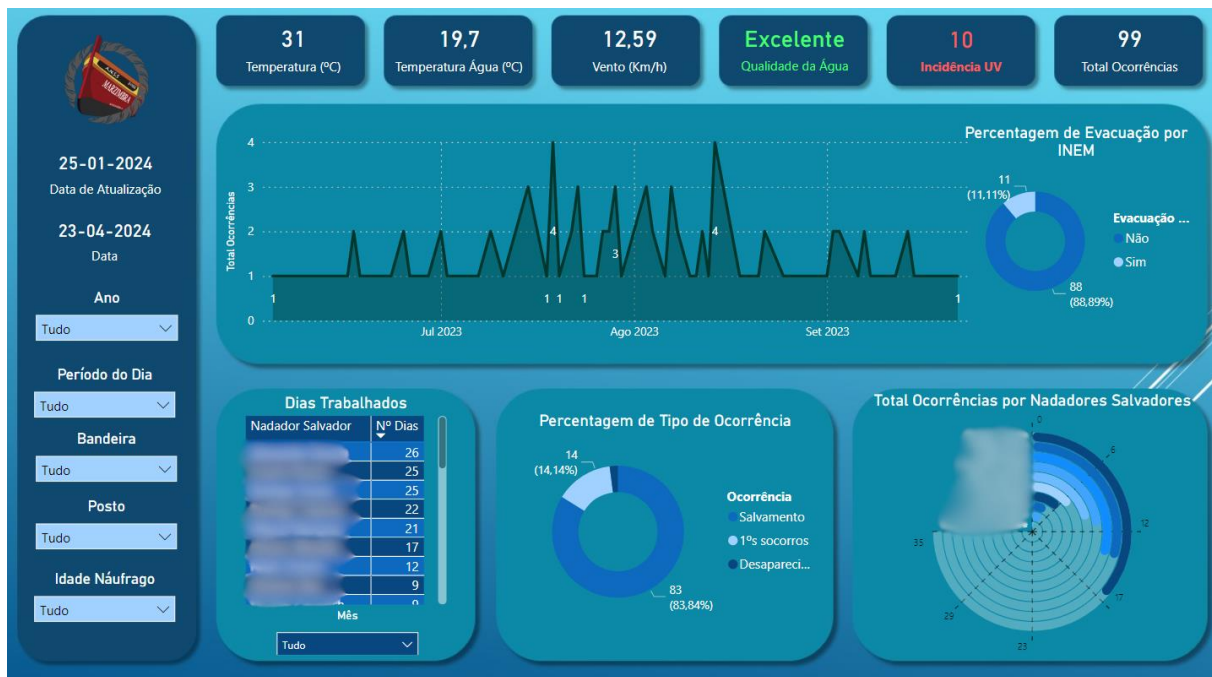 31
Temperatura (ºC)
19,7
Temperatura Água (ºC)
12,59
Vento (Km/h)
Excelente
Qualidade da Água
10
Incidência UV
99
Total Ocorrências
25-01-2024
Data de Atualização
23-04-2024
Data
Ano
Tudo
Período do Dia
Tudo
Bandeira
Tudo
Posto
Tudo
Idade Náufrago
Tudo
Total Ocorrências
4
3
2
1
0
1
4
1 1
1
3
4
1
Jul 2023
Ago 2023
Set 2023
Percentagem de Evacuação por
INEM
11
(11,11%)
88
(88,89%)
Evacuação ...
Não
Sim
Dias Trabalhados
Nadador Salvador Nº Dias
26
25
25
22
21
17
12
9
Mês
Tudo
Percentagem de Tipo de Ocorrência
14
(14,14%)
83
(83,84%)
Ocorrência
Salvamento
1ºs socorros
Desapareci...
Total Ocorrências por Nadadores Salvadores
0
6
12
17
23
29
35